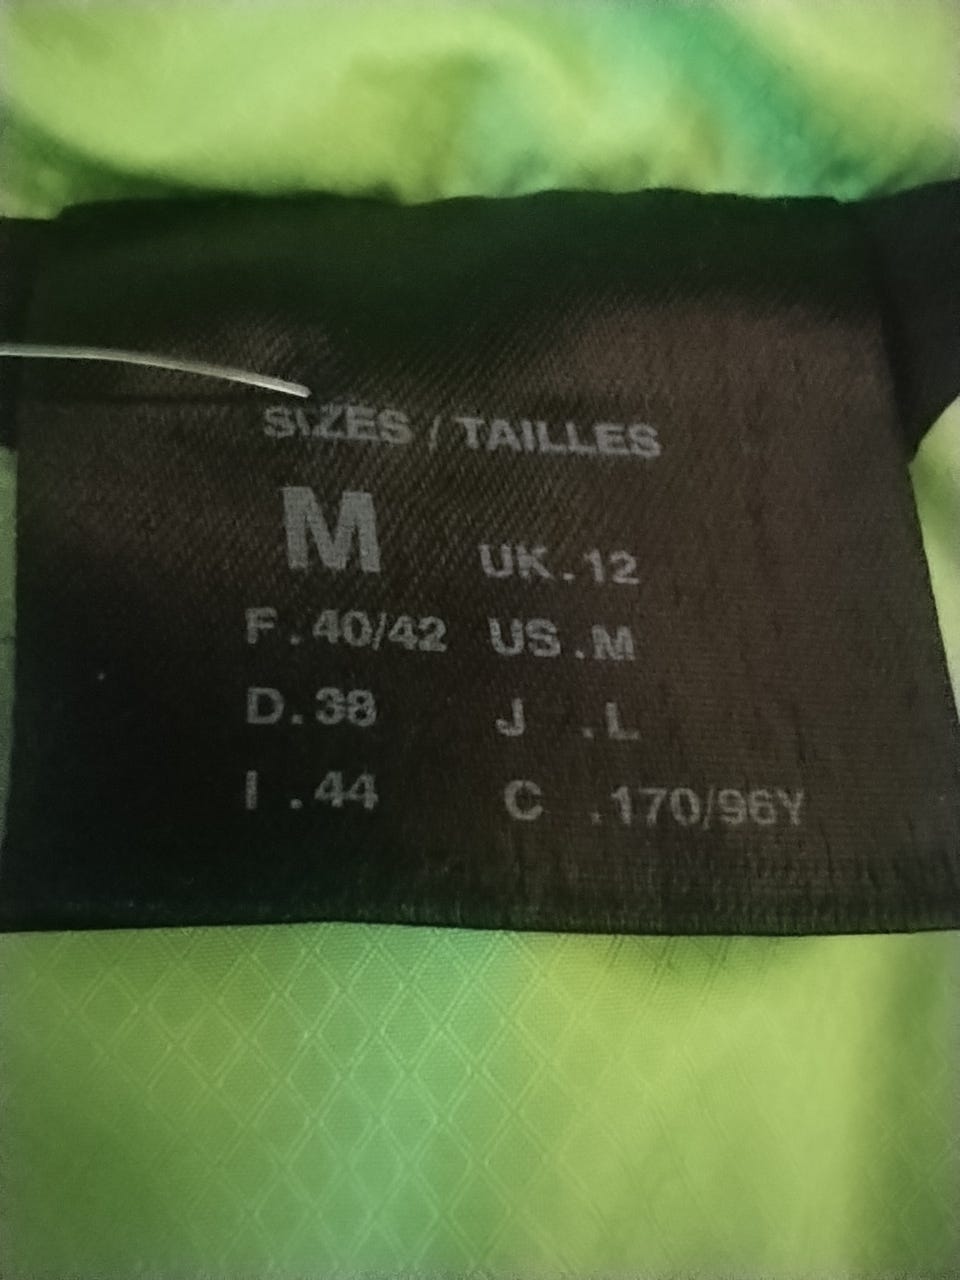 SIZES / TAILLES
M UK.12
F.40/42 US.M
D.38 J .L
I .44 C .170/96Y